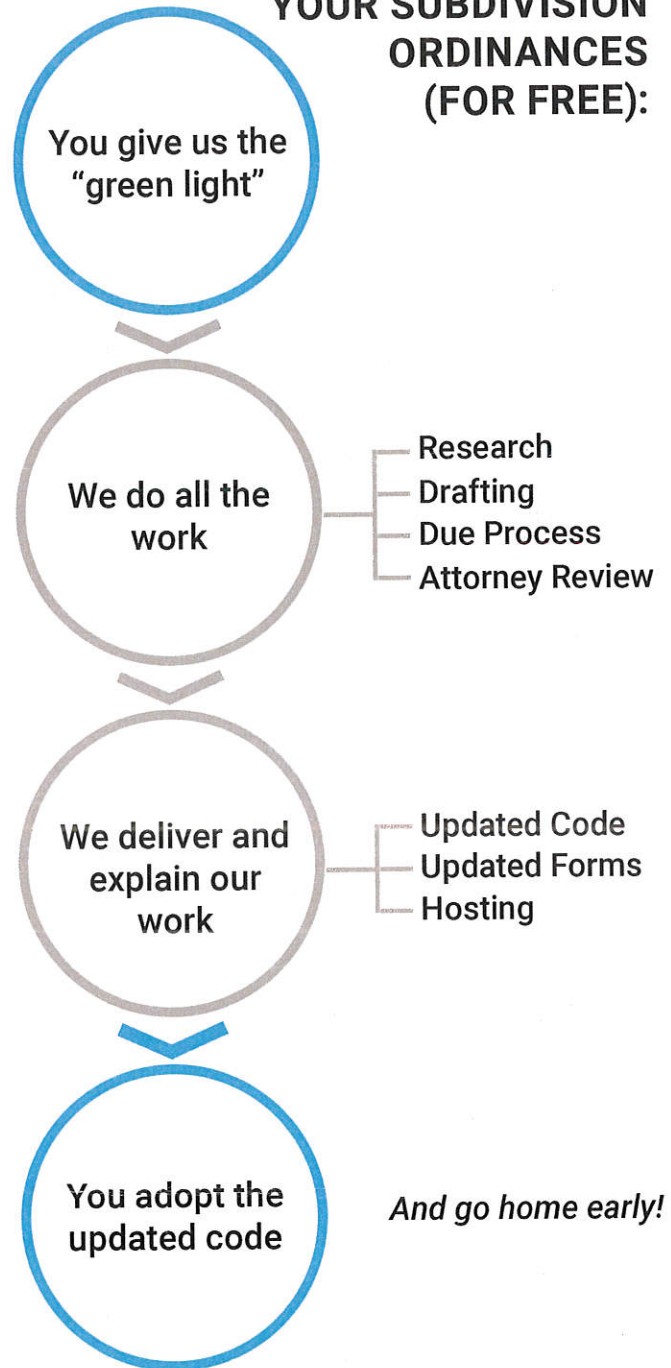 YOUR SUBDIVISION
ORDINANCES
(FOR FREE):
You give us the
“green light”
We do all the
work
Research
Drafting
Due Process
Attorney Review
We deliver and
explain our
work
Updated Code
Updated Forms
Hosting
You adopt the
updated code
And go home early!